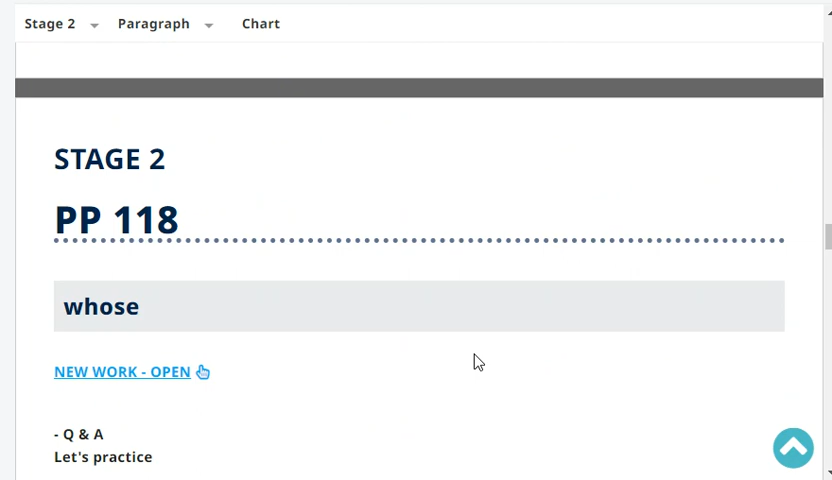 Stage 2 Paragraph Chart
STAGE 2
PP 118
whose
NEW WORK - OPEN
- Q & A
Let's practice